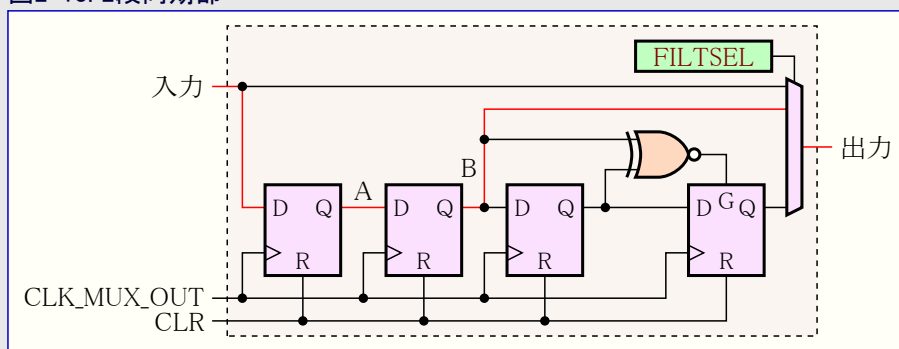 FILTSEL
入力
出力
B
A
D Q
D Q
D Q
D G Q
R
R
R
R
CLK_MUX_OUT
CLR